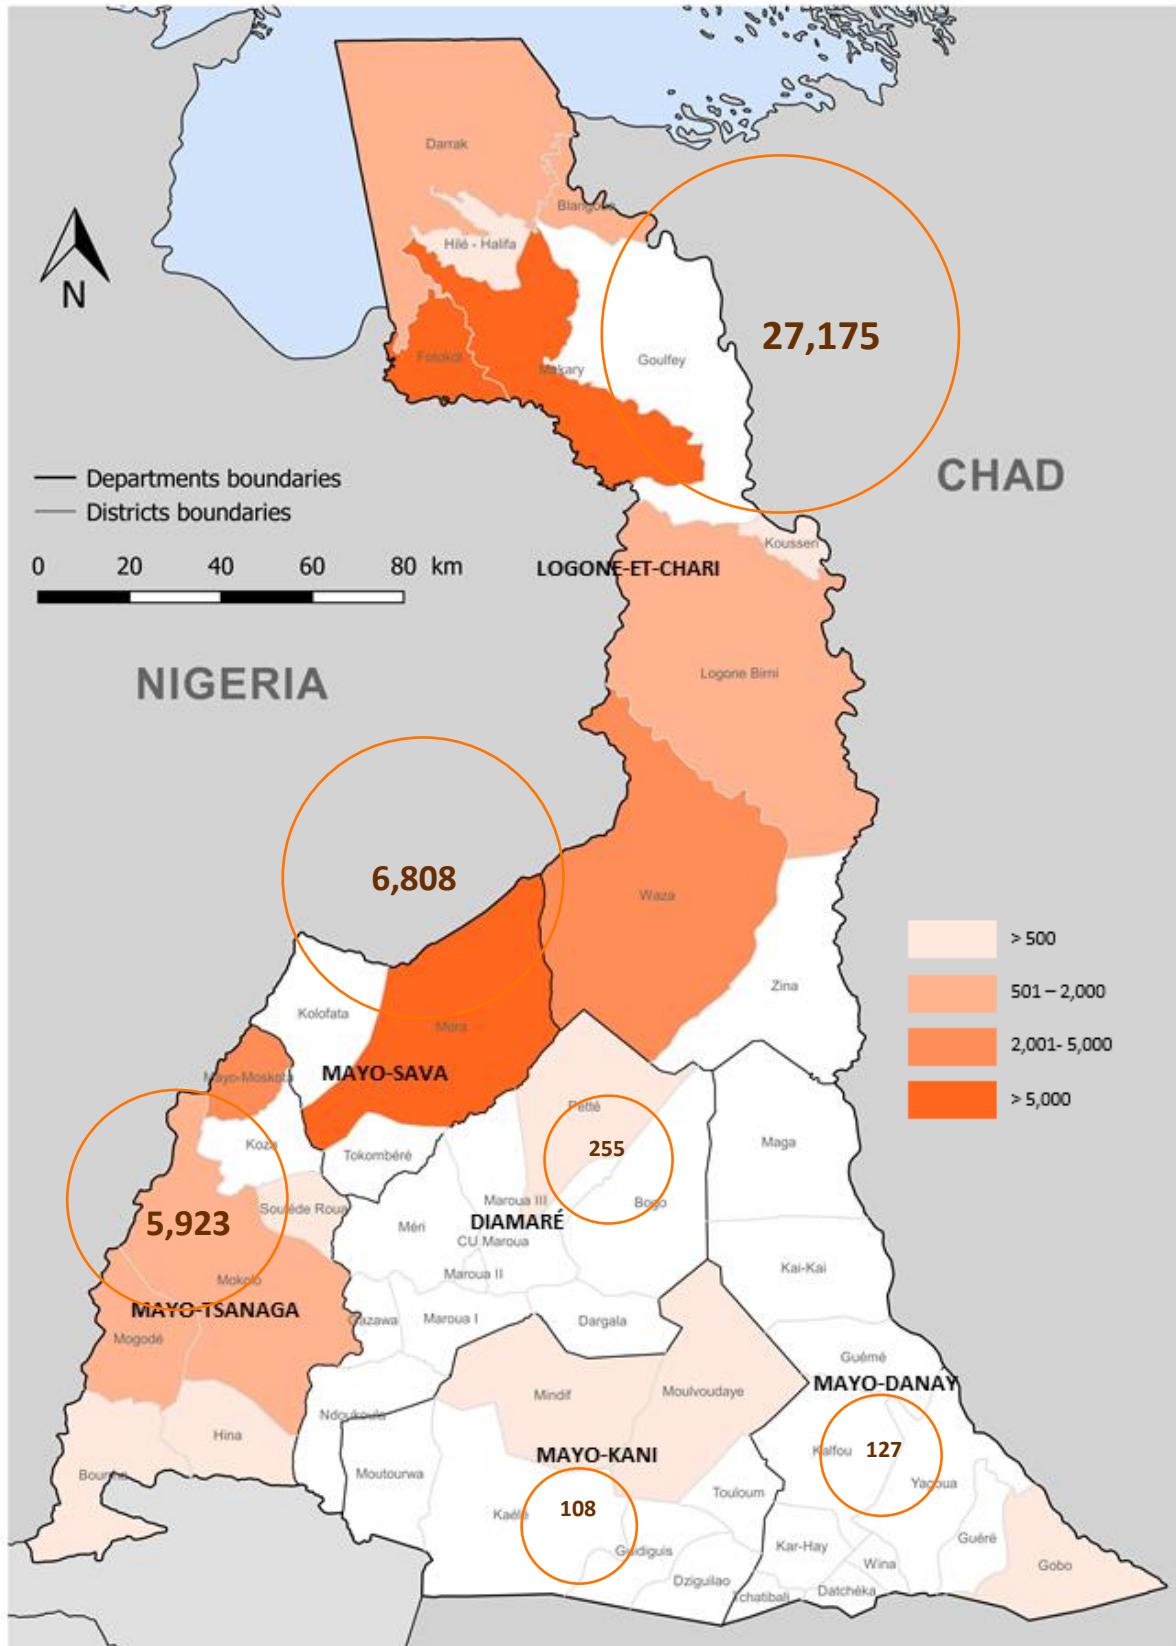 Darrak
Blangoua
Hilé - Halifa
N
27,175
Fotokol
Makary
Goulfey
CHAD
Departments boundaries
Districts boundaries
Kousseri
0 20 40 60 80 km
LOGONE-ET-CHARI
NIGERIA
Logone Birni
6,808
Waza
> 500
Zina
501 – 2,000
Kolofata
Mora
2,001- 5,000
MAYO-SAVA
Mayo-Moskota
> 5,000
Petté
Koza
Tokombéré
255
Maga
Soulède Roua
Maroua III
Bogo
5,923
Méri
DIAMARÉ
CU Maroua
Maroua II
Kai-Kai
Mokolo
MAYO-TSANAGA
Gazawa
Maroua I
Dargala
Mogodé
Guémé
MAYO-DANAY
Mindif
Moulvoudaye
Ndoukoula
Hina
Kalfou
127
MAYO-KANI
Bourha
Moutourwa
Yagoua
Touloum
Kaélé
108
Guidiguis
Kar-Hay
Guéré
Wina
Gobo
Dziguilao
Tchatibali
Datchéka